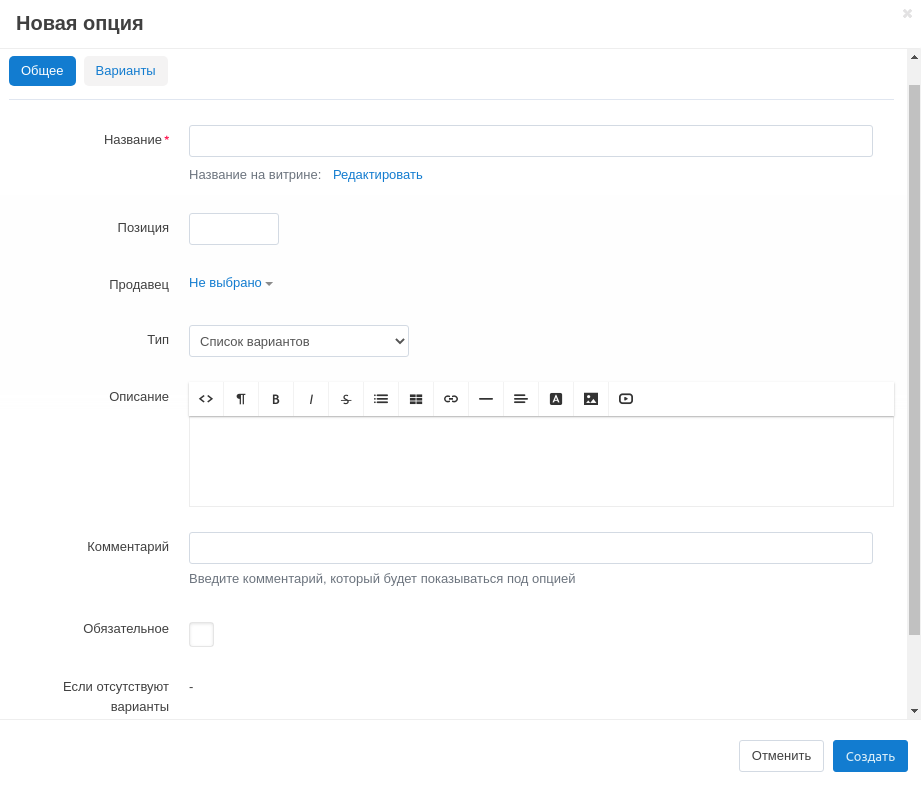 Новая опция
Общее Варианты
Название*
Название на витрине: Редактировать
Позиция
Продавец Не выбрано
Тип Список вариантов
Описание
Комментарий
Введите комментарий, который будет показываться под опцией
Обязательное
Если отсутствуют -
варианты
Отменить Создать